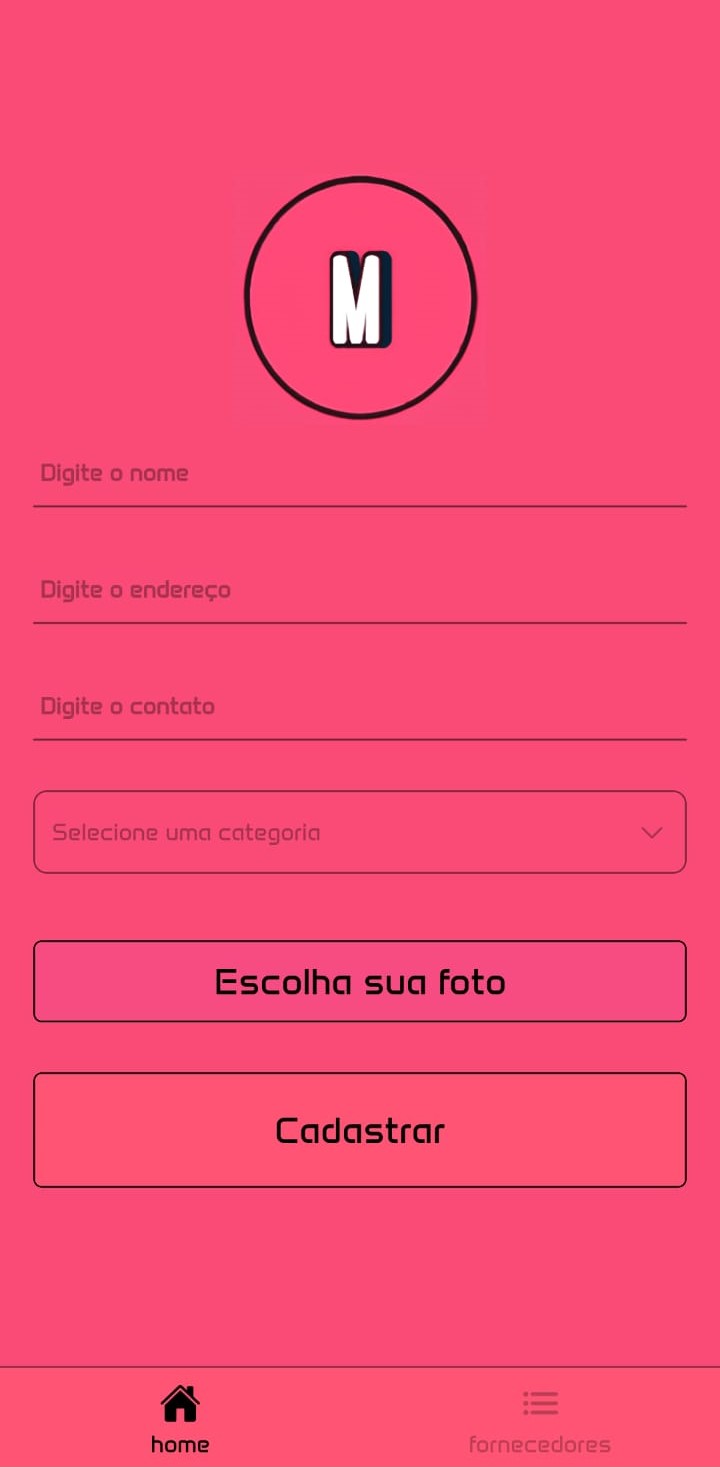 M
Digite o nome
Digite o endereço
Digite o contato
Selecione uma categoria
Escolha sua foto
Cadastrar
home
fornecedores